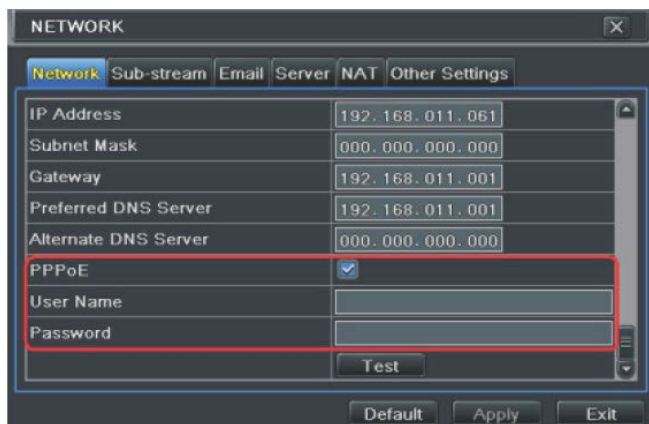 NETWORK
Network Sub-stream Email Server NAT Other Settings
IP Address 192.168.011.061
Subnet Mask 000.000.000.000
Gateway 192.168.011.001
Preferred DNS Server 192.168.011.001
Alternate DNS Server 000.000.000.000
PPPoE
User Name
Password
Test
Default Apply Exit